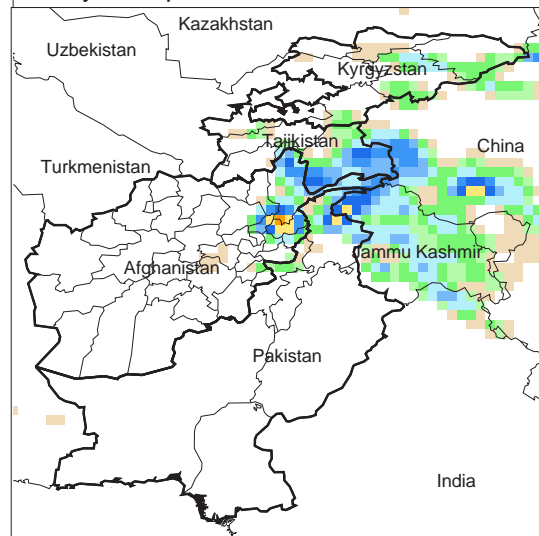 Kazakhstan
Uzbekistan
Kyrgyzstan
Tajikistan
China
Turkmenistan
Jammu Kashmir
Afghanistan
Pakistan
India